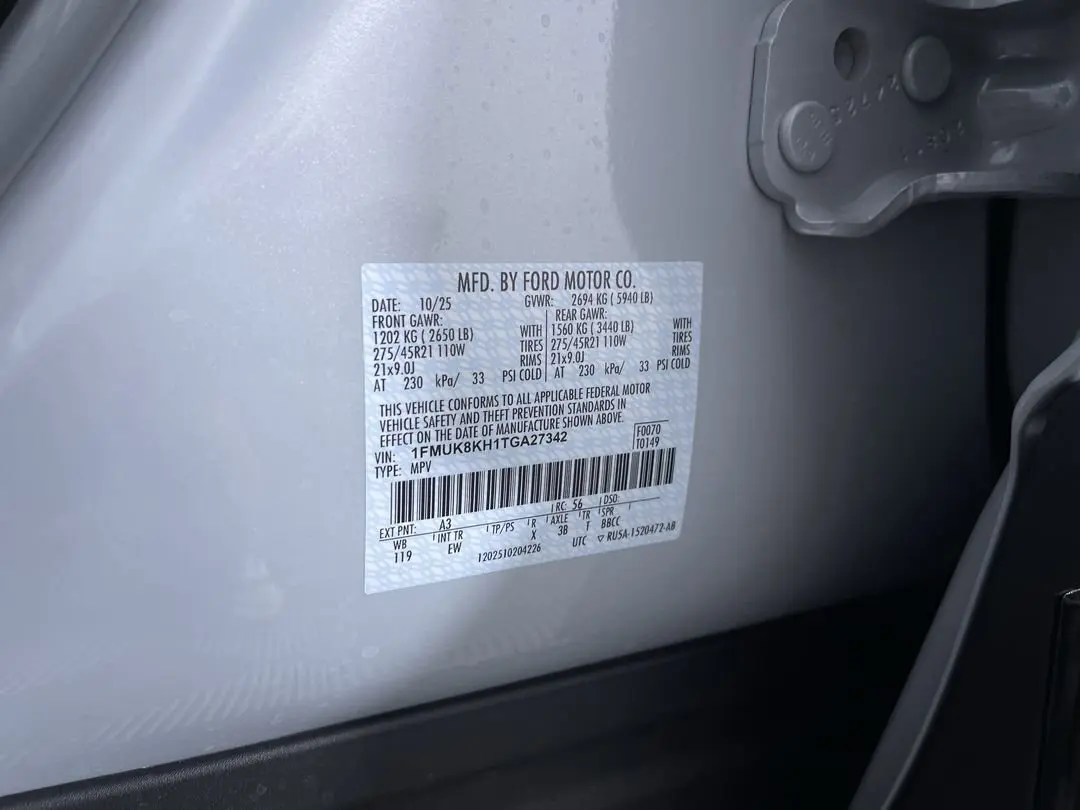 MFD. BY FORD MOTOR CO.
DATE: 10/25 GVWR: 2694 KG ( 5940 LB)
FRONT GAWR: REAR GAWR:
1202 KG ( 2650 LB) WITH 1560 KG ( 3440 LB) WITH
275/45R21 110W TIRES 275/45R21 110W TIRES
21x9.0J RIMS 21x9.0J RIMS
AT 230 kPa/ 33 PSI COLD AT 230 kPa/ 33 PSI COLD
THIS VEHICLE CONFORMS TO ALL APPLICABLE FEDERAL MOTOR
VEHICLE SAFETY AND THEFT PREVENTION STANDARDS IN
EFFECT ON THE DATE OF MANUFACTURE SHOWN ABOVE.
VIN: 1FMUK8KH1TGA27342 F0070
TYPE: MPV T0149
EXT PNT: A3 RC: 56 DSO:
WB INT TR TP/PS R AXLE TR SPR
119 EW X 3B T BBCC
1202510204226 UTC ▽ RU5A-1520472-AB